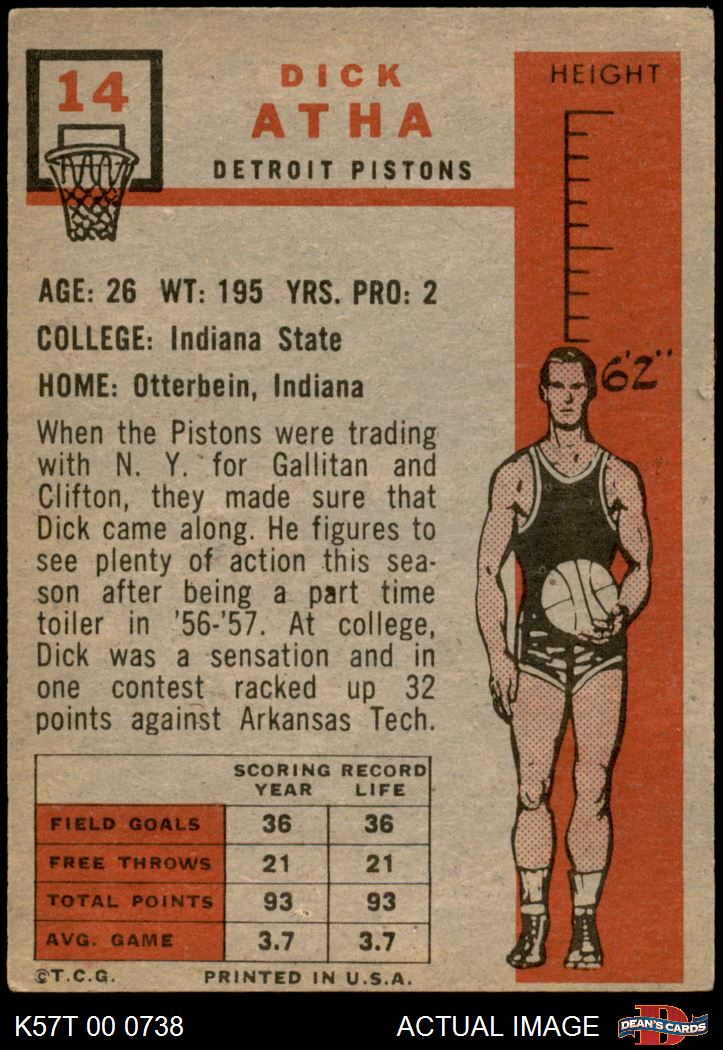 14
DICK
ATHA
DETROIT PISTONS
HEIGHT
6'2"
AGE: 26 WT: 195 YRS. PRO: 2
COLLEGE: Indiana State
HOME: Otterbein, Indiana
When the Pistons were trading
with N. Y. for Gallitan and
Clifton, they made sure that
Dick came along. He figures to
see plenty of action this sea-
son after being a part time
toiler in '56-'57. At college,
Dick was a sensation and in
one contest racked up 32
points against Arkansas Tech.
SCORING RECORD
YEAR LIFE
FIELD GOALS 36 36
FREE THROWS 21 21
TOTAL POINTS 93 93
AVG. GAME 3.7 3.7
©T.C.G. PRINTED IN U.S.A.
K57T 00 0738 ACTUAL IMAGE D DEAN'S CARDS